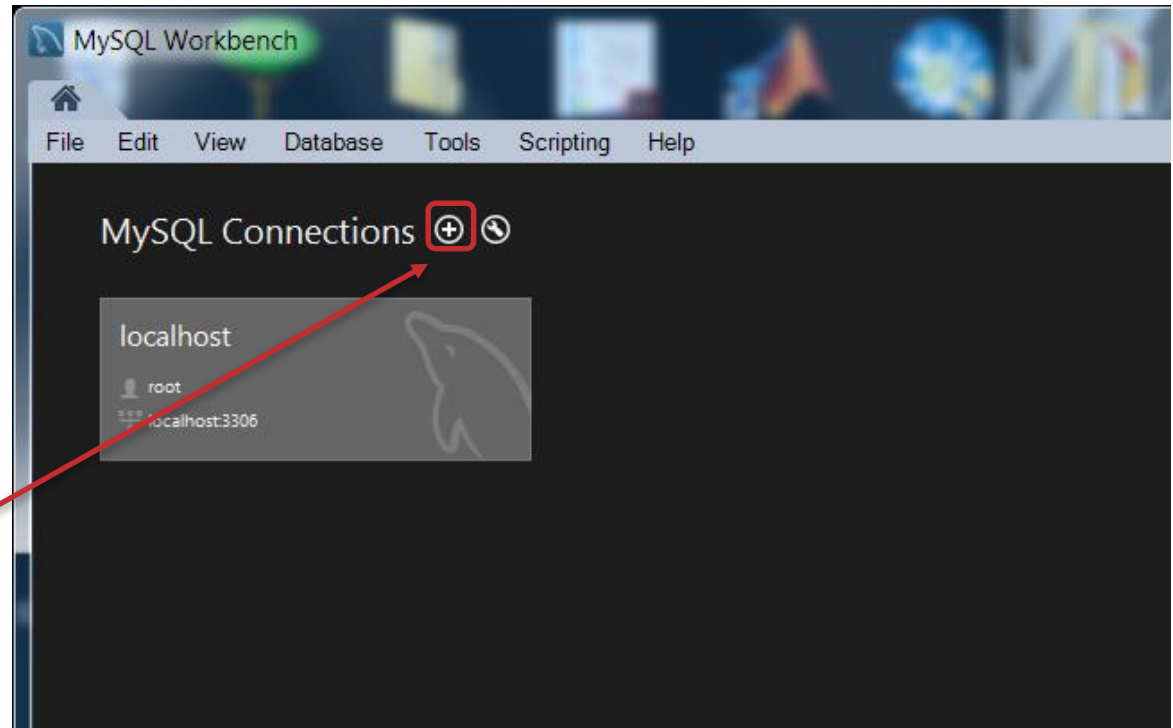 MySQL Workbench
File Edit View Database Tools Scripting Help
MySQL Connections
localhost
root
localhost:3306